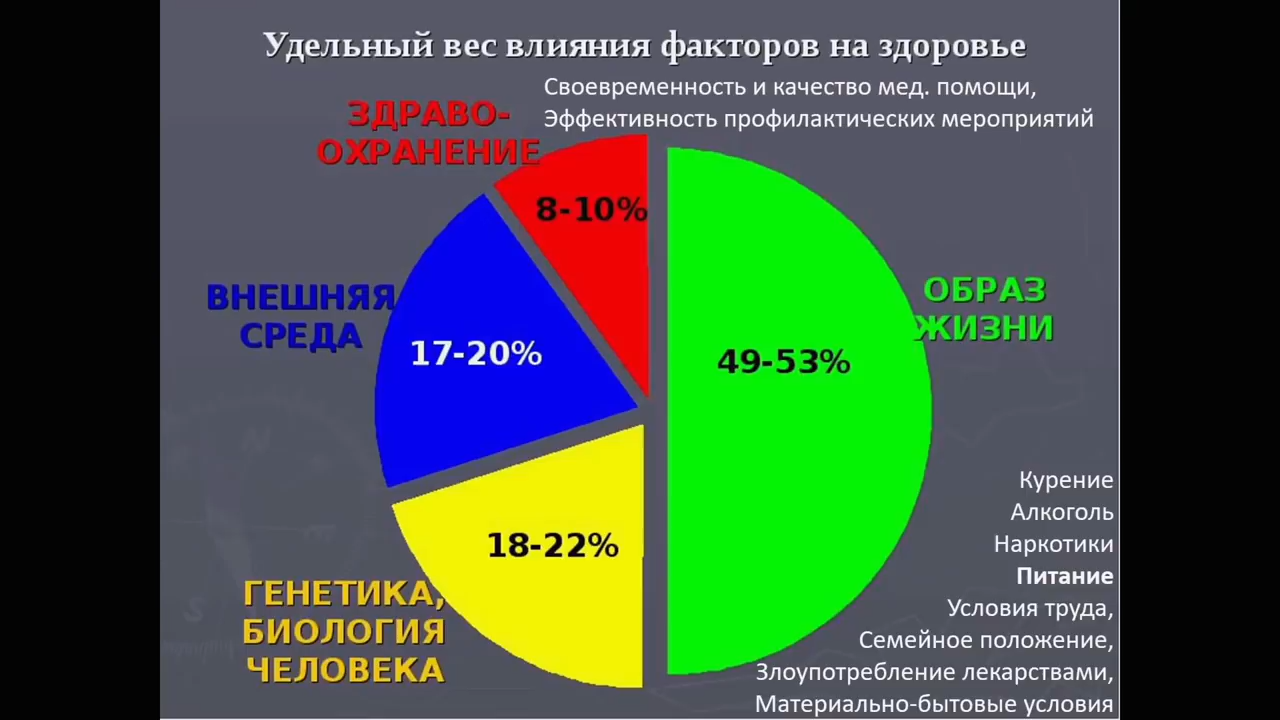 Удельный вес влияния факторов на здоровье
Своевременность и качество мед. помощи,
Эффективность профилактических мероприятий
ЗДРАВО-
ОХРАНЕНИЕ
8-10%
ВНЕШНЯЯ
СРЕДА
17-20%
ОБРАЗ
ЖИЗНИ
49-53%
18-22%
ГЕНЕТИКА,
БИОЛОГИЯ
ЧЕЛОВЕКА
Курение
Алкоголь
Наркотики
Питание
Условия труда,
Семейное положение,
Злоупотребление лекарствами,
Материально-бытовые условия
N
S